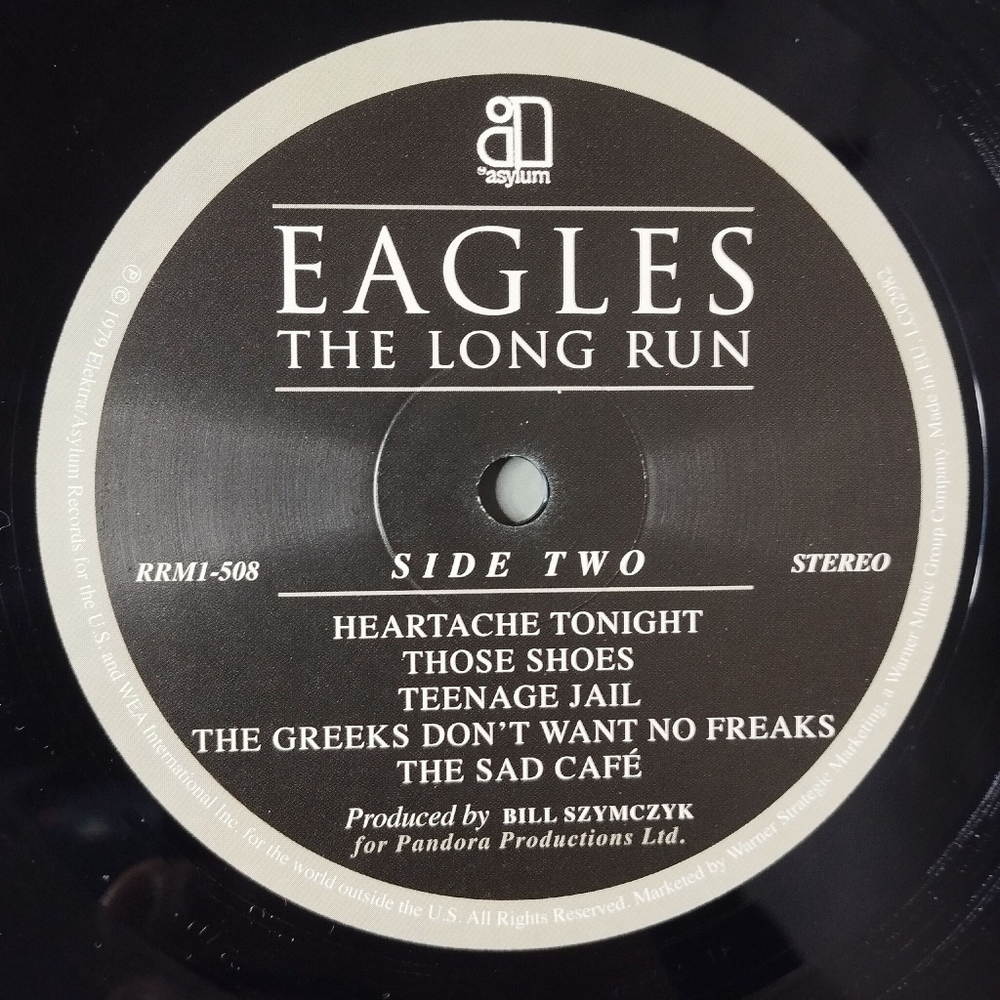 asylum
EAGLES
THE LONG RUN
RRM1-508
SIDE TWO
STEREO
HEARTACHE TONIGHT
THOSE SHOES
TEENAGE JAIL
THE GREEKS DON'T WANT NO FREAKS
THE SAD CAFÉ
Produced by BILL SZYMCZYK
for Pandora Productions Ltd.
℗ © 1979 Elektra/Asylum Records for the U.S. and WEA International Inc. for the world outside the U.S. All Rights Reserved. Marketed by Warner Strategic Marketing, a Warner Music Group Company. Made in EU. LC02982